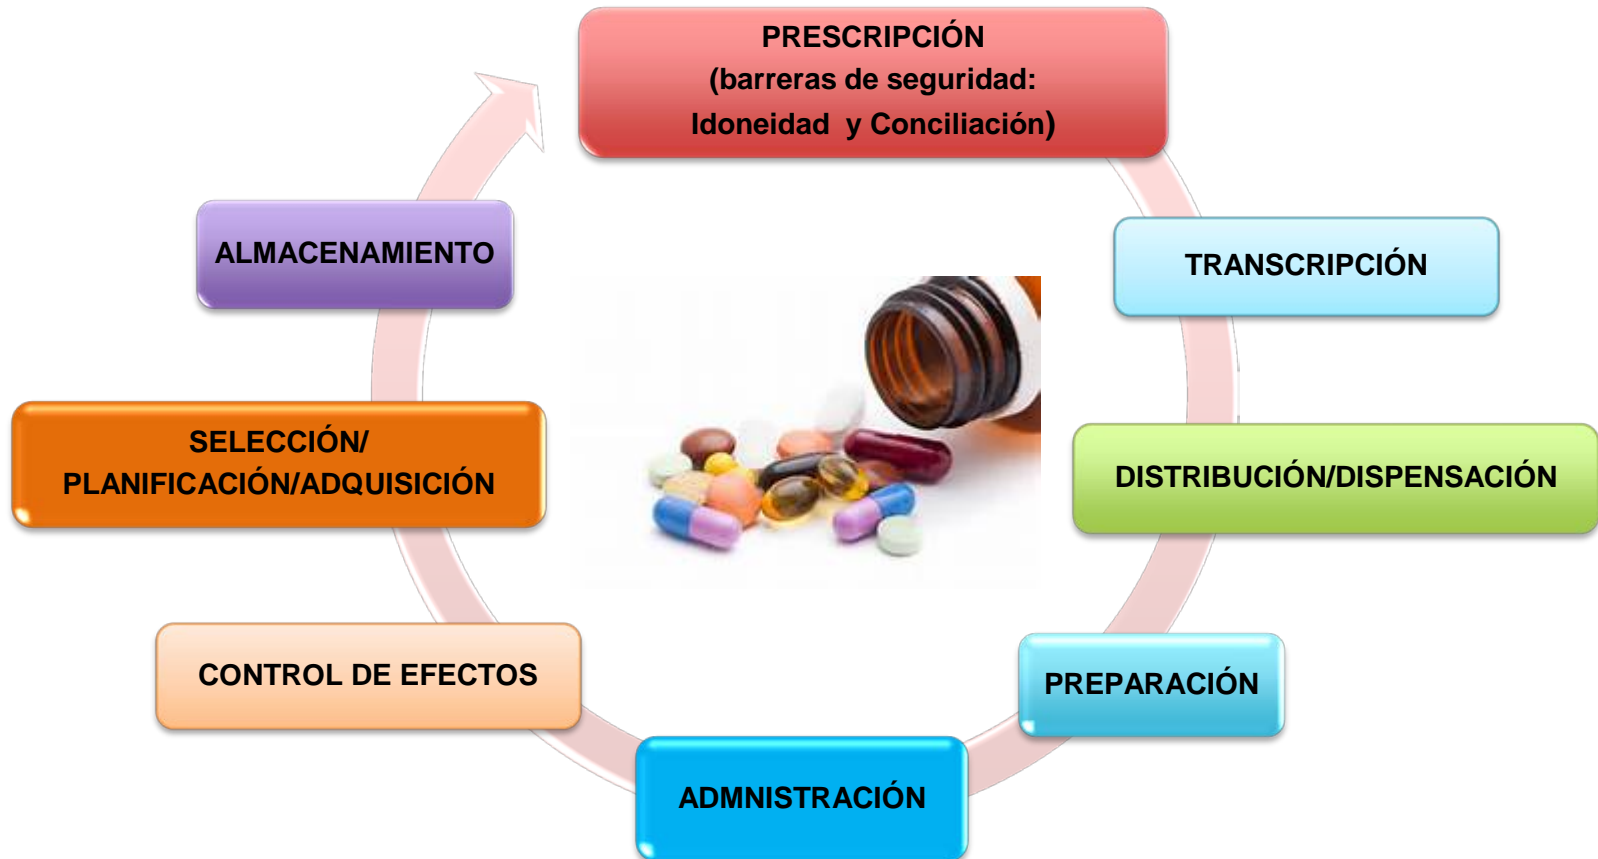 PRESCRIPCIÓN
(barreras de seguridad:
Idoneidad y Conciliación)
TRANSCRIPCIÓN
DISTRIBUCIÓN/DISPENSACIÓN
PREPARACIÓN
ADMNISTRACIÓN
CONTROL DE EFECTOS
SELECCIÓN/
PLANIFICACIÓN/ADQUISICIÓN
ALMACENAMIENTO